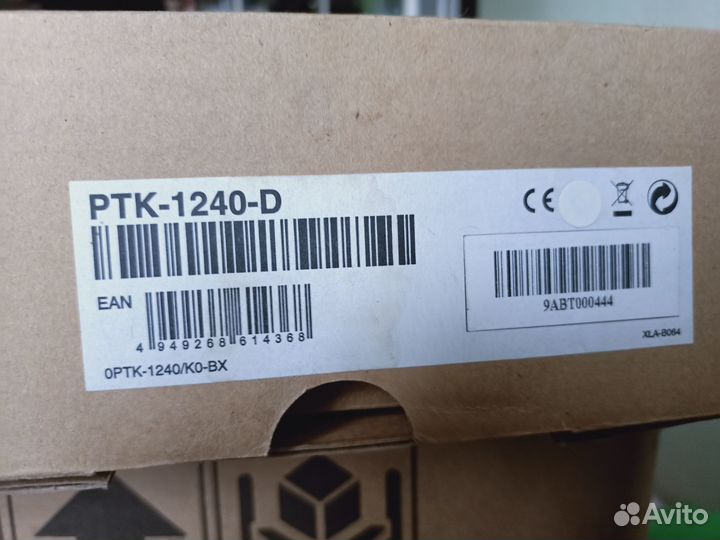 PTK-1240-D
CE
EAN
4 949268 614368
9ABT000444
0PTK-1240/K0-BX
XLA-B064
Avito